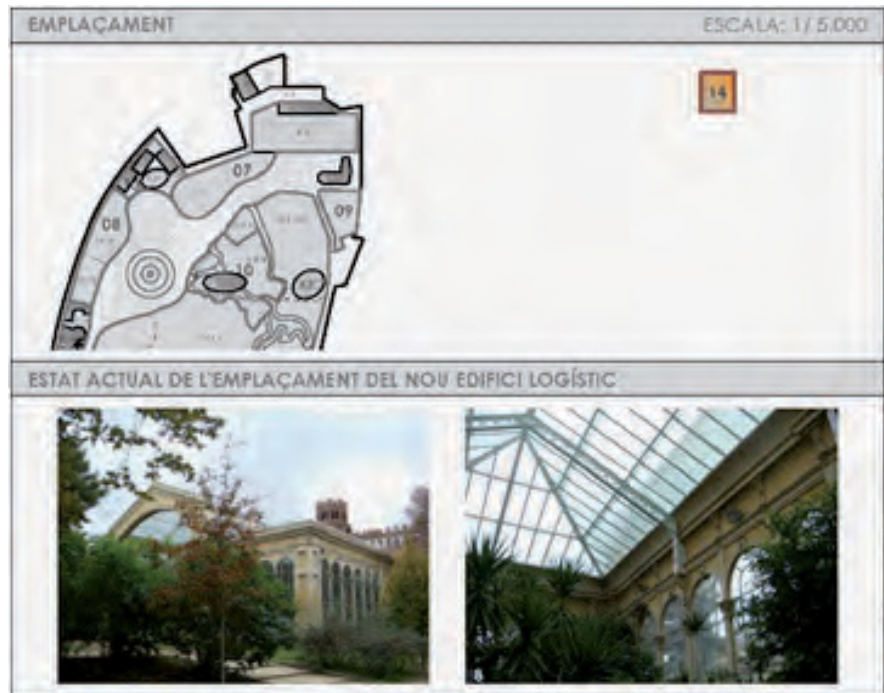 EMPLAÇAMENT
ESCALA: 1/ 5.000
14
07
09
08
10
ESTAT ACTUAL DE L'EMPLAÇAMENT DEL NOU EDIFICI LOGÍSTIC